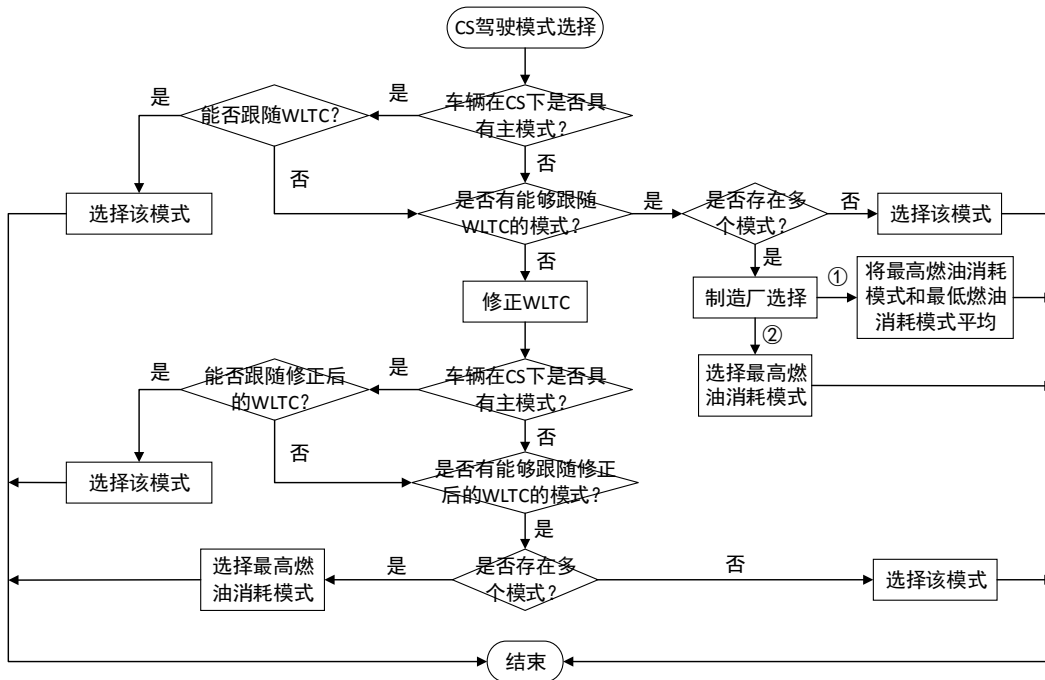 CS驾驶模式选择
是
车辆在CS下是否具
有主模式?
是
能否跟随WLTC?
否
否
选择该模式
是否有能够跟随
WLTC的模式?
是
是否存在多
个模式?
否
选择该模式
否
是
修正WLTC
制造厂选择
①
将最高燃油消耗
模式和最低燃油
消耗模式平均
②
选择最高燃
油消耗模式
是
能否跟随修正后
的WLTC?
是
车辆在CS下是否具
有主模式?
否
否
选择该模式
是否有能够跟随修正
后的WLTC的模式?
是
选择最高燃
油消耗模式
是
是否存在多
个模式?
否
选择该模式
结束